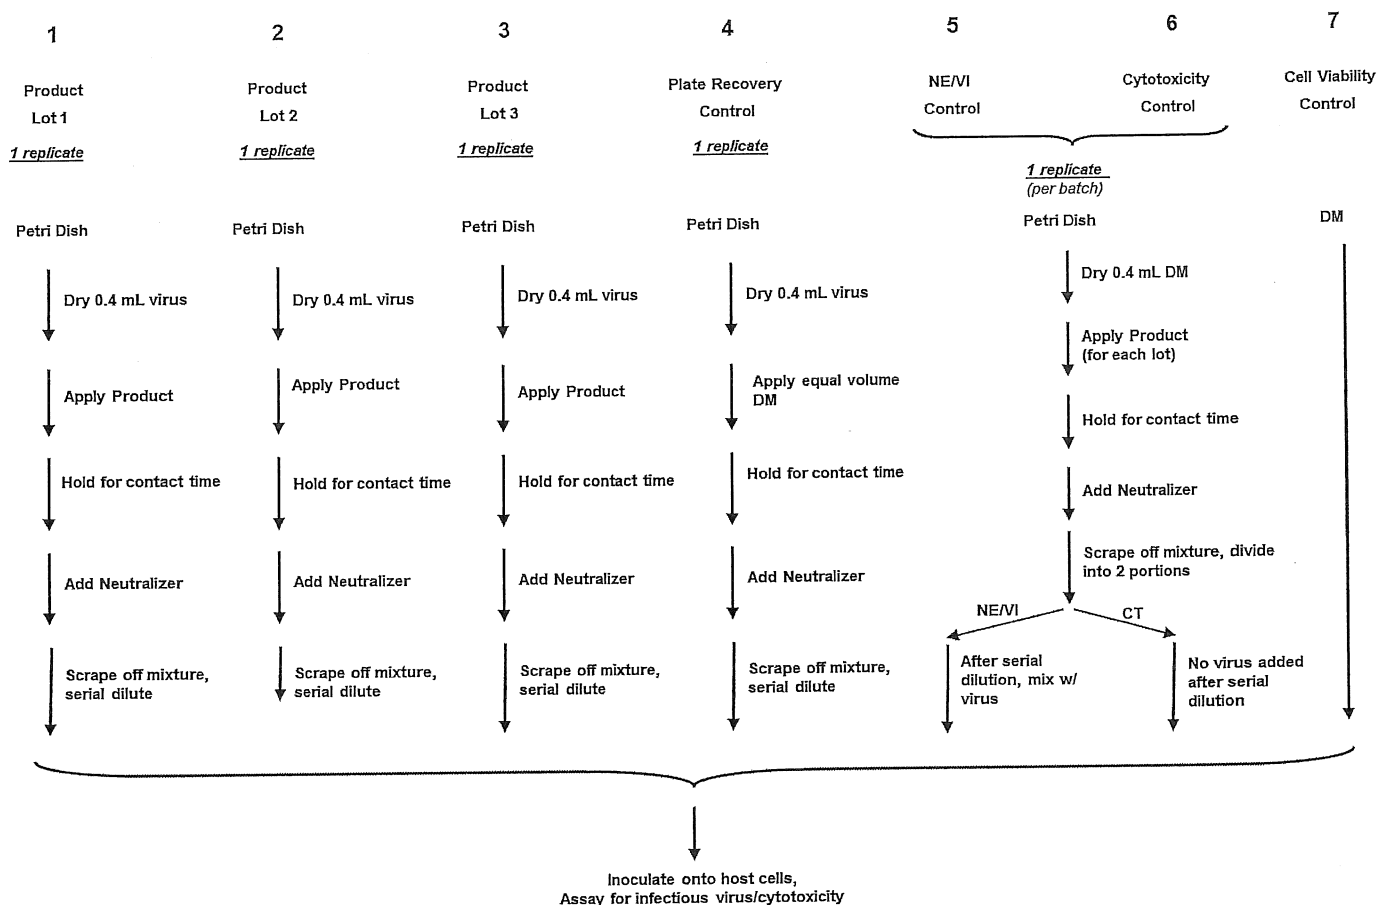 1
2
3
4
5
6
7
Product
Lot 1
1 replicate
Product
Lot 2
1 replicate
Product
Lot 3
1 replicate
Plate Recovery
Control
1 replicate
NE/VI
Control
Cytotoxicity
Control
1 replicate
(per batch)
Cell Viability
Control
Petri Dish
Petri Dish
Petri Dish
Petri Dish
Petri Dish
DM
Dry 0.4 mL virus
Dry 0.4 mL virus
Dry 0.4 mL virus
Dry 0.4 mL virus
Dry 0.4 mL DM
Apply Product
Apply Product
Apply Product
Apply equal volume
DM
Apply Product
(for each lot)
Hold for contact time
Hold for contact time
Hold for contact time
Hold for contact time
Hold for contact time
Add Neutralizer
Add Neutralizer
Add Neutralizer
Add Neutralizer
Add Neutralizer
Scrape off mixture, divide
into 2 portions
NE/VI
CT
Scrape off mixture,
serial dilute
Scrape off mixture,
serial dilute
Scrape off mixture,
serial dilute
Scrape off mixture,
serial dilute
After serial
dilution, mix w/
virus
No virus added
after serial
dilution
Inoculate onto host cells,
Assay for infectious virus/cytotoxicity